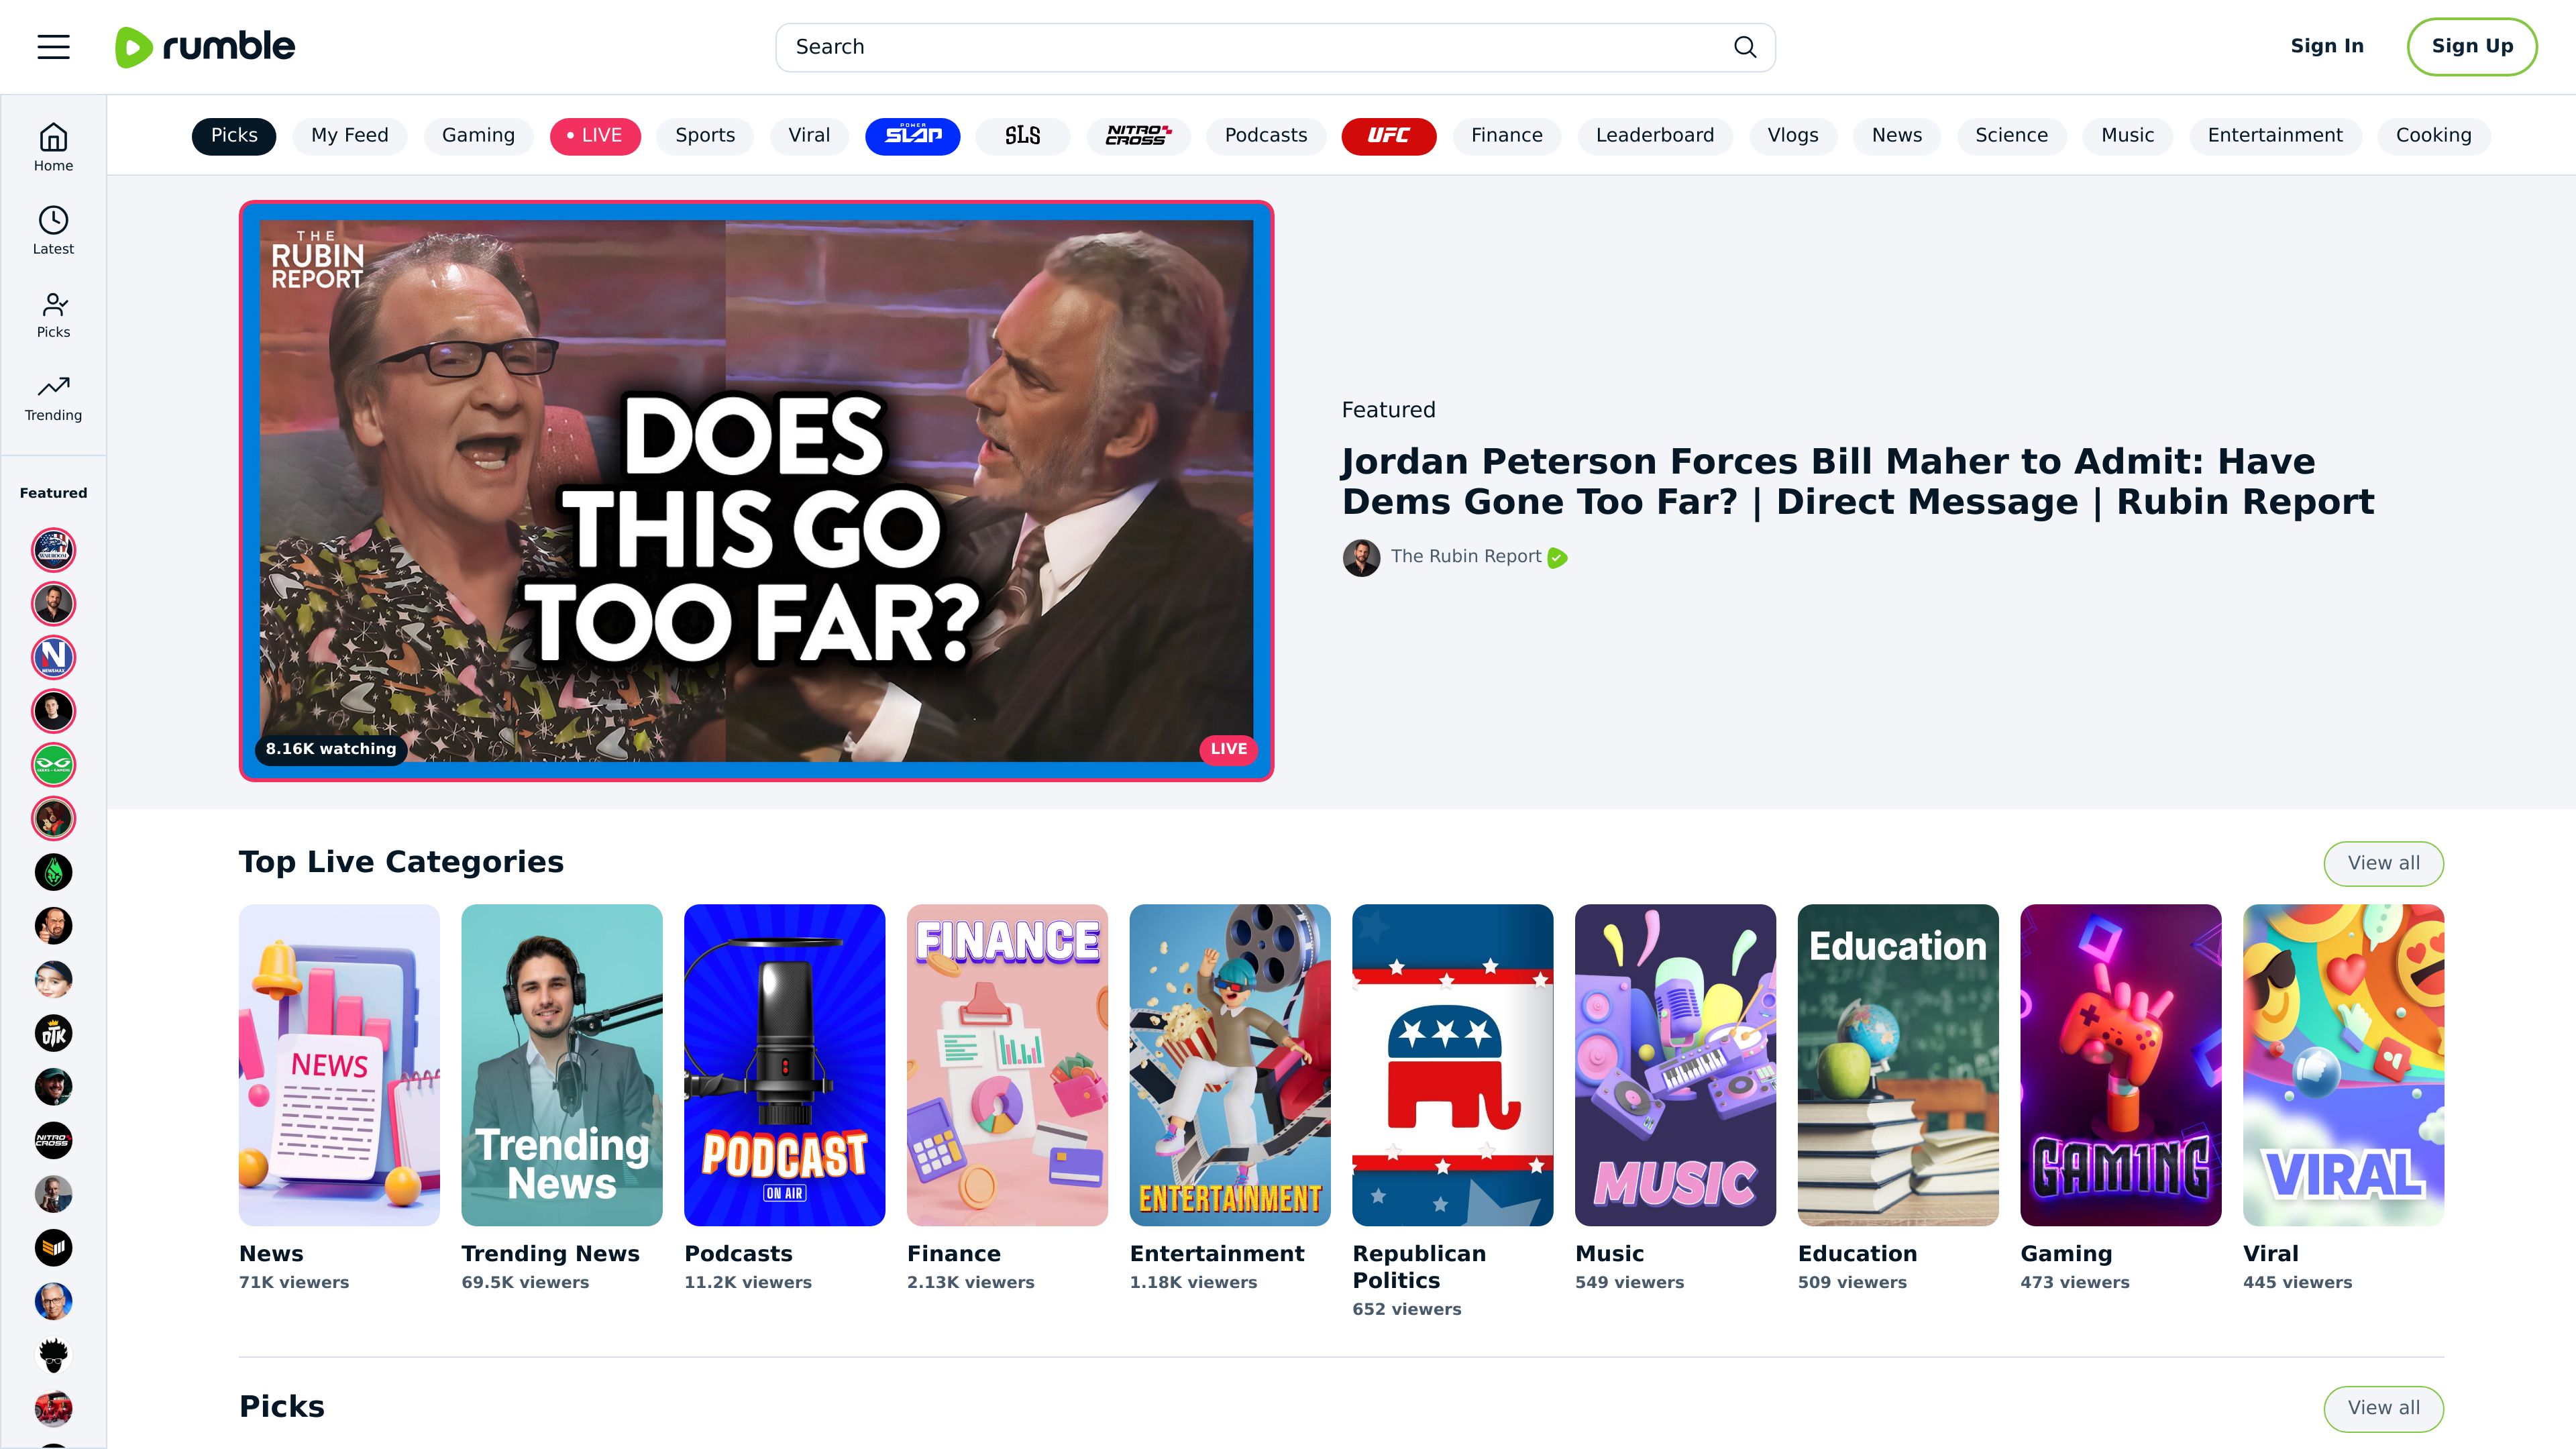 rumble
Search
Sign In
Sign Up
Home
Latest
Picks
Trending
Featured
Picks
My Feed
Gaming
• LIVE
Sports
Viral
POWER SLAP
SLS
NITRO CROSS
Podcasts
UFC
Finance
Leaderboard
Vlogs
News
Science
Music
Entertainment
Cooking
THE
RUBIN
REPORT
DOES
THIS GO
TOO FAR?
8.16K watching
LIVE
Featured
Jordan Peterson Forces Bill Maher to Admit: Have
Dems Gone Too Far? | Direct Message | Rubin Report
The Rubin Report
Top Live Categories
View all
NEWS
Trending
News
PODCAST
ON AIR
FINANCE
ENTERTAINMENT
MUSIC
Education
GAMING
VIRAL
News
71K viewers
Trending News
69.5K viewers
Podcasts
11.2K viewers
Finance
2.13K viewers
Entertainment
1.18K viewers
Republican
Politics
652 viewers
Music
549 viewers
Education
509 viewers
Gaming
473 viewers
Viral
445 viewers
Picks
View all